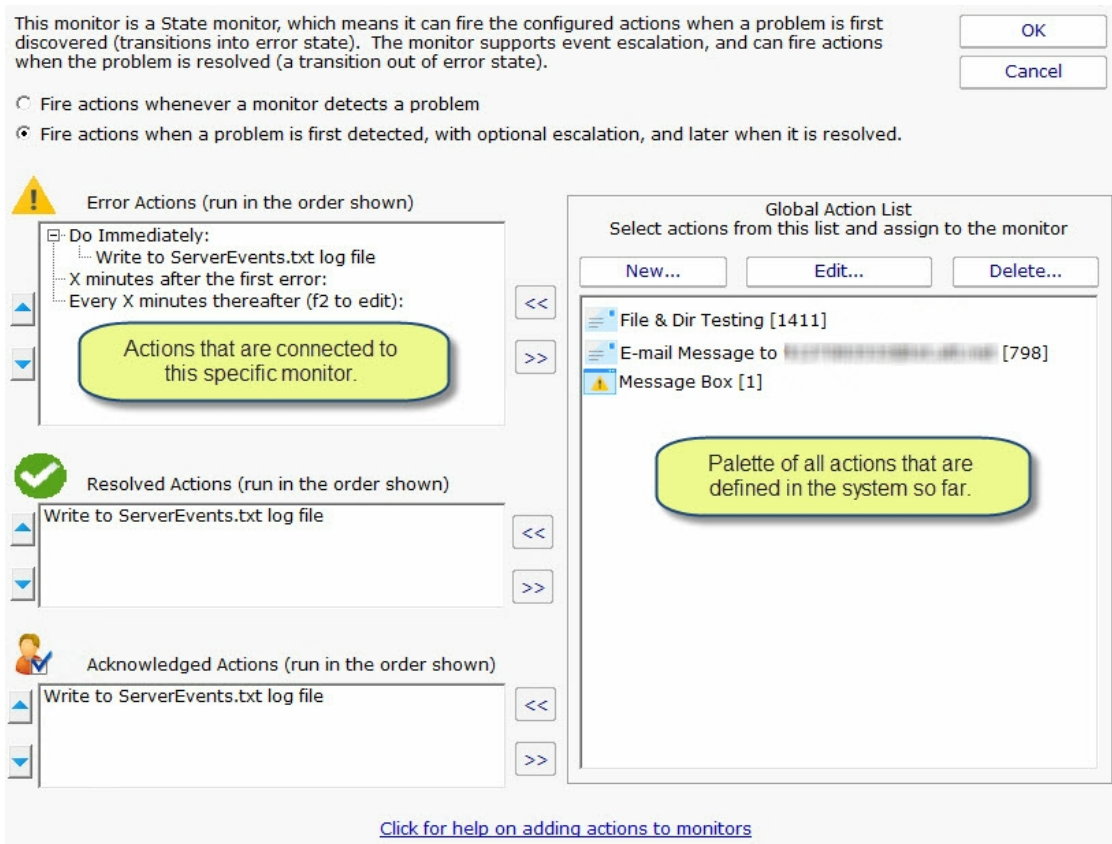 This monitor is a State monitor, which means it can fire the configured actions when a problem is first
discovered (transitions into error state).  The monitor supports event escalation, and can fire actions
when the problem is resolved (a transition out of error state).
OK
Cancel
Fire actions whenever a monitor detects a problem
Fire actions when a problem is first detected, with optional escalation, and later when it is resolved.
Error Actions (run in the order shown)
Do Immediately:
Write to ServerEvents.txt log file
X minutes after the first error:
Every X minutes thereafter (f2 to edit):
Actions that are connected to
this specific monitor.
<<
>>
Global Action List
Select actions from this list and assign to the monitor
New...
Edit...
Delete...
File & Dir Testing [1411]
E-mail Message to [798]
Message Box [1]
Palette of all actions that are
defined in the system so far.
Resolved Actions (run in the order shown)
Write to ServerEvents.txt log file
<<
>>
Acknowledged Actions (run in the order shown)
Write to ServerEvents.txt log file
<<
>>
Click for help on adding actions to monitors